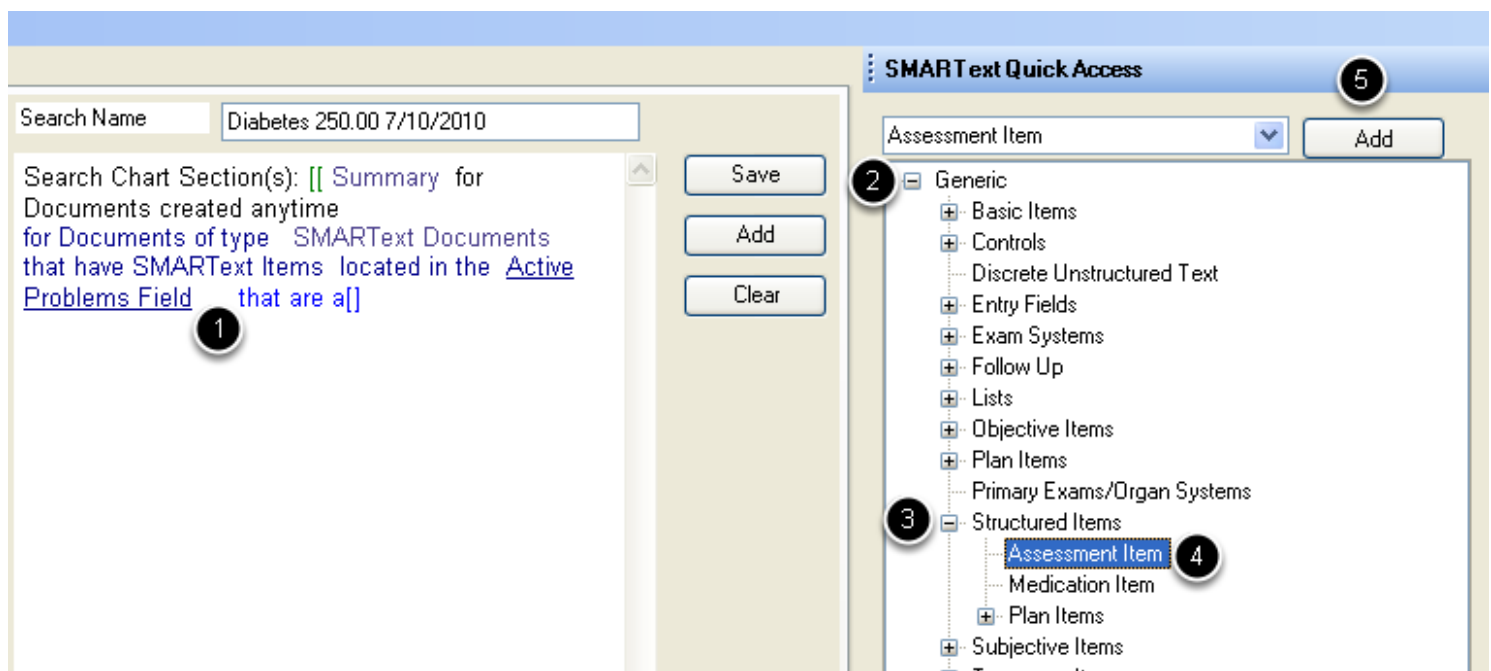 SMARText Quick Access
5
Search Name
Diabetes 250.00 7/10/2010
Search Chart Section(s): [[ Summary for
Documents created anytime
for Documents of type SMARText Documents
that have SMARText Items located in the Active
Problems Field that are a[]
1
Save
Add
Clear
Assessment Item
Add
2
Generic
Basic Items
Controls
Discrete Unstructured Text
Entry Fields
Exam Systems
Follow Up
Lists
Objective Items
Plan Items
Primary Exams/Organ Systems
3
Structured Items
Assessment Item
4
Medication Item
Plan Items
Subjective Items